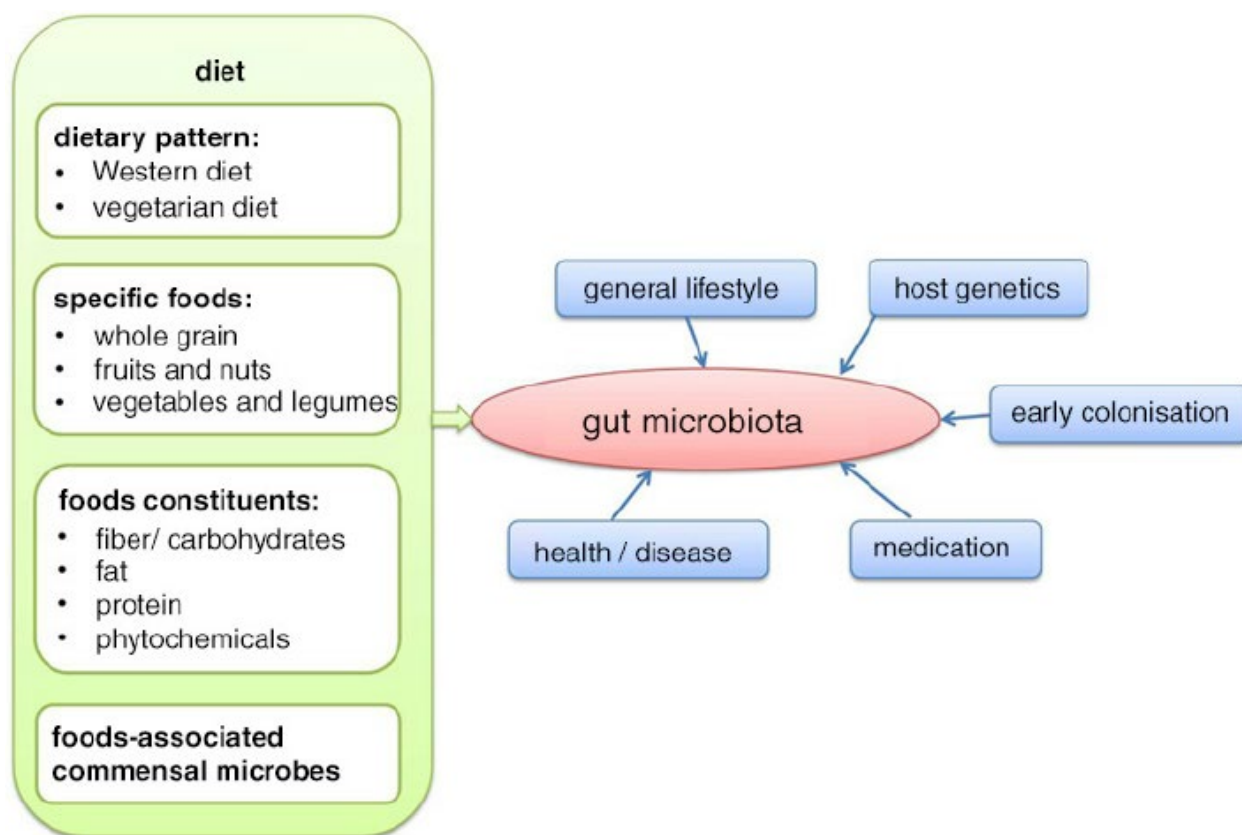 diet
dietary pattern:
• Western diet
• vegetarian diet
specific foods:
• whole grain
• fruits and nuts
• vegetables and legumes
foods constituents:
• fiber/ carbohydrates
• fat
• protein
• phytochemicals
foods-associated
commensal microbes
general lifestyle
host genetics
gut microbiota
early colonisation
health / disease
medication